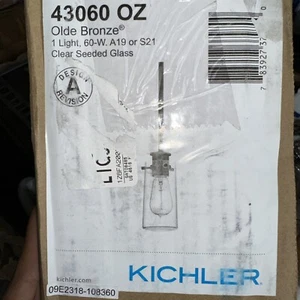 43060 OZ
Olde Bronze®
1 Light, 60-W. A19 or S21
Clear Seeded Glass
DESIGN
A
REVISION
LICJ
kichler.com
KICHLER
09E2318-108360